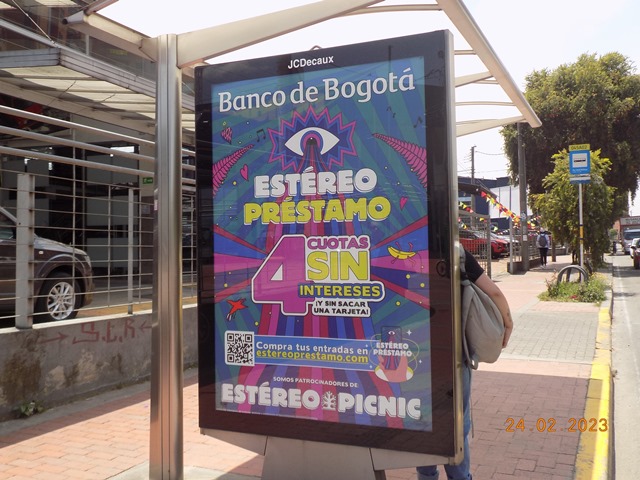 JCDecaux
Banco de Bogotá
ESTÉREO
PRÉSTAMO
4 CUOTAS
SIN
INTERESES
¡Y SIN SACAR
UNA TARJETA!
Compra tus entradas en
estereoprestamo.com
ESTÉREO
PRÉSTAMO
SOMOS PATROCINADORES DE
ESTÉREO PICNIC
24.02.2023